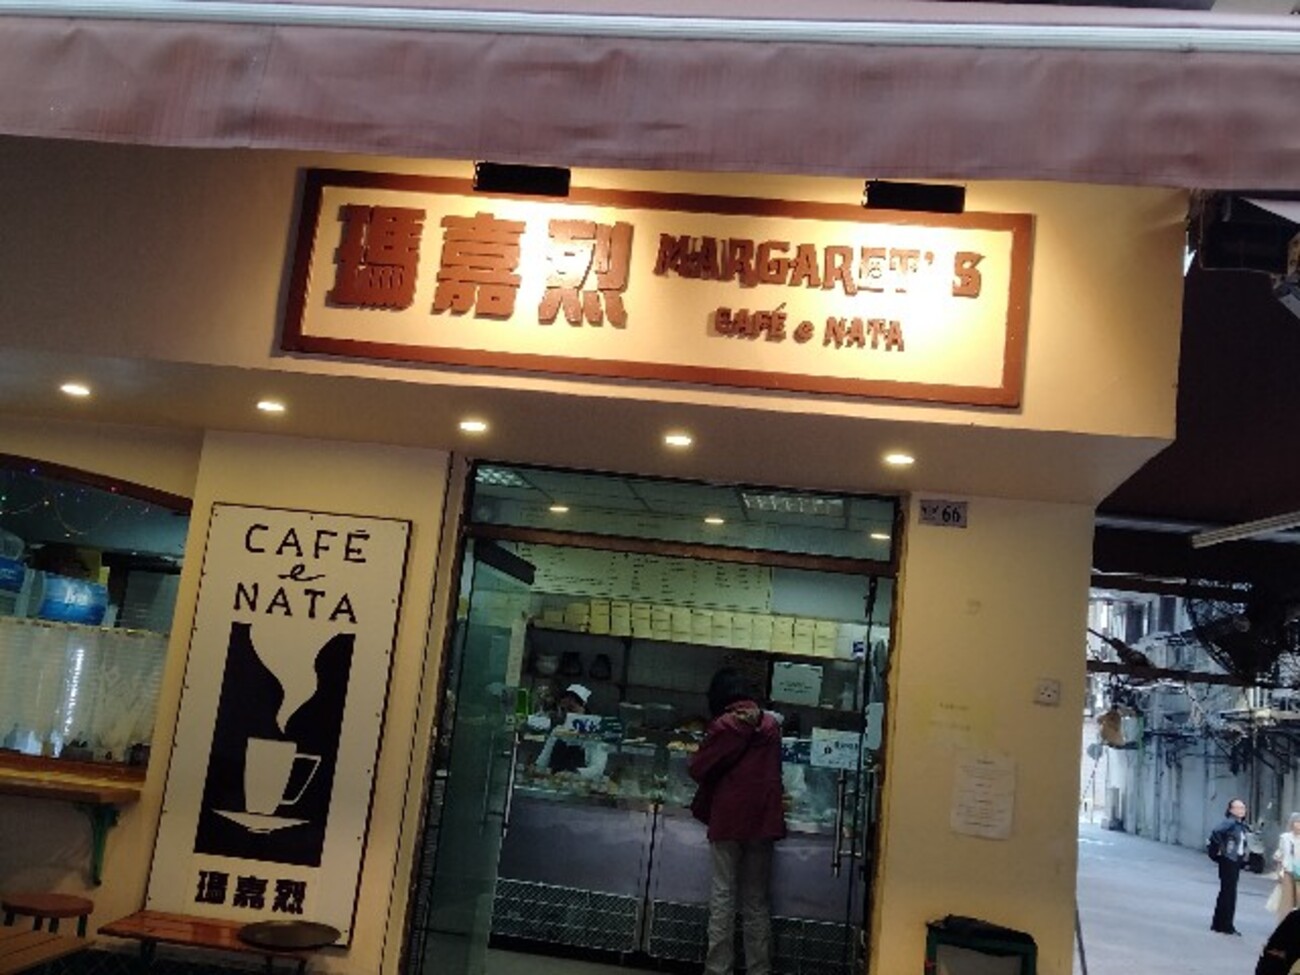 瑪嘉烈
MARGARET'S
CAFÉ e NATA
66
CAFÉ
e
NATA
瑪嘉烈